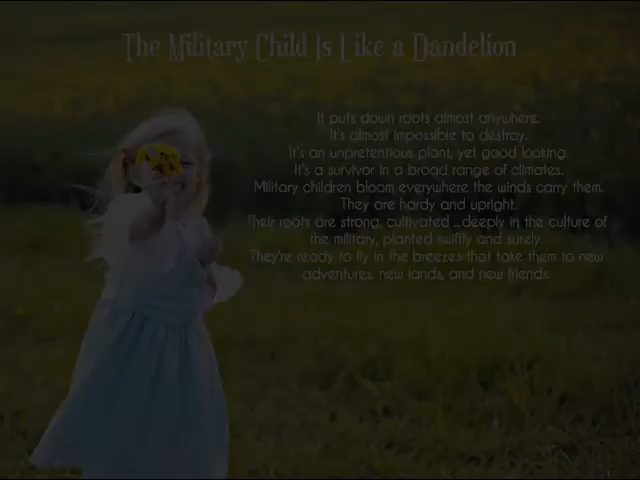 The Military Child Is Like a Dandelion
It puts down roots almost anywhere.
It's almost impossible to destroy.
It's an unpretentious plant, yet good looking.
It's a survivor in a broad range of climates.
Military children bloom everywhere the winds carry them.
They are hardy and upright.
Their roots are strong, cultivated ...deeply in the culture of
the military, planted swiftly and surely.
They're ready to fly in the breezes that take them to new
adventures, new lands, and new friends.